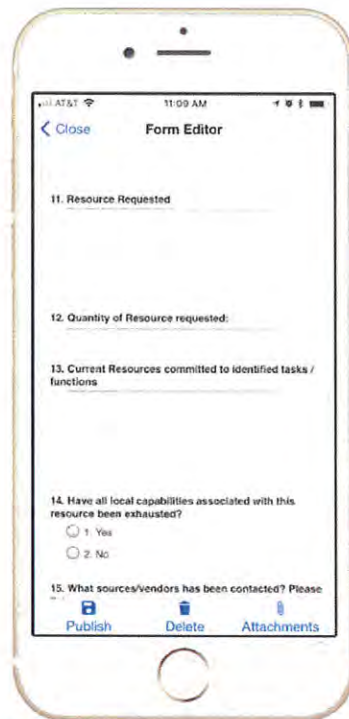 AT&T 11:09 AM
Close Form Editor
11. Resource Requested
12. Quantity of Resource requested:
13. Current Resources committed to identified tasks /
functions
14. Have all local capabilities associated with this
resource been exhausted?
1. Yes
2. No
15. What sources/vendors has been contacted? Please
Publish Delete Attachments